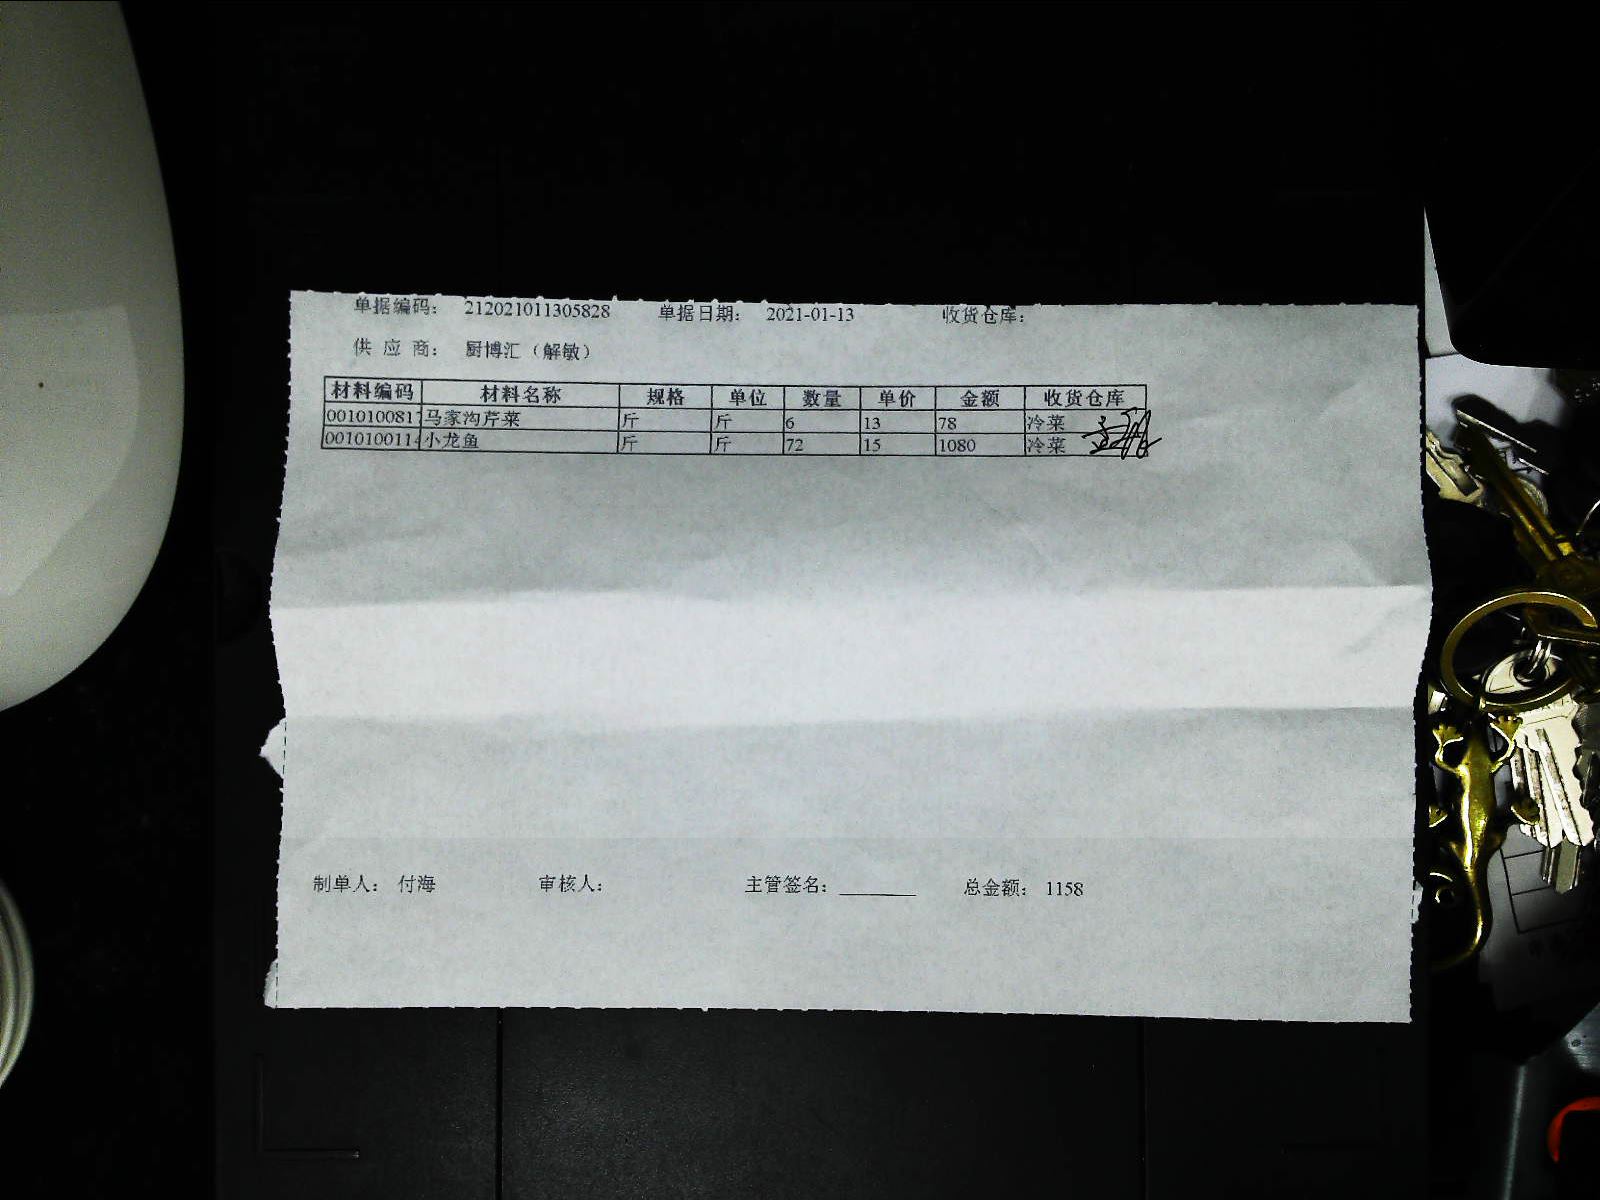 单据编码： 212021011305828 单据日期： 2021-01-13 收货仓库：
供 应 商： 厨博汇（解敏）
材料编码 材料名称 规格 单位 数量 单价 金额 收货仓库
0010100817 马家沟芹菜 斤 斤 6 13 78 冷菜
0010100114 小龙鱼 斤 斤 72 15 1080 冷菜
制单人： 付海 审核人： 主管签名： 总金额： 1158